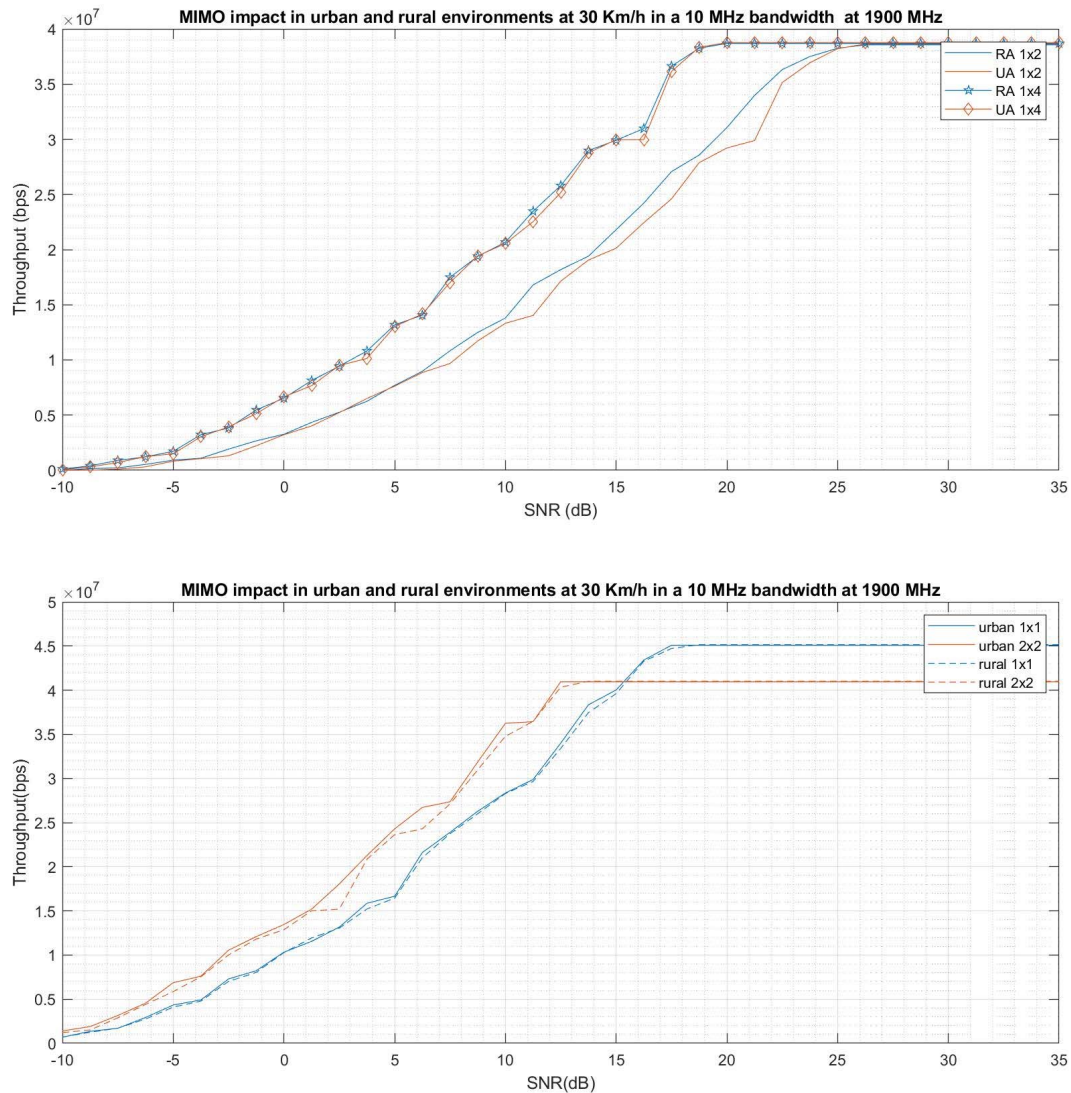 MIMO impact in urban and rural environments at 30 Km/h in a 10 MHz bandwidth  at 1900 MHz
×10⁷
4
3.5
3
2.5
2
1.5
1
0.5
0
Throughput (bps)
RA 1x2
UA 1x2
RA 1x4
UA 1x4
-10 -5 0 5 10 15 20 25 30 35
SNR (dB)
MIMO impact in urban and rural environments at 30 Km/h in a 10 MHz bandwidth at 1900 MHz
×10⁷
5
4.5
4
3.5
3
2.5
2
1.5
1
0.5
0
Throughput(bps)
urban 1x1
urban 2x2
rural 1x1
rural 2x2
-10 -5 0 5 10 15 20 25 30 35
SNR(dB)